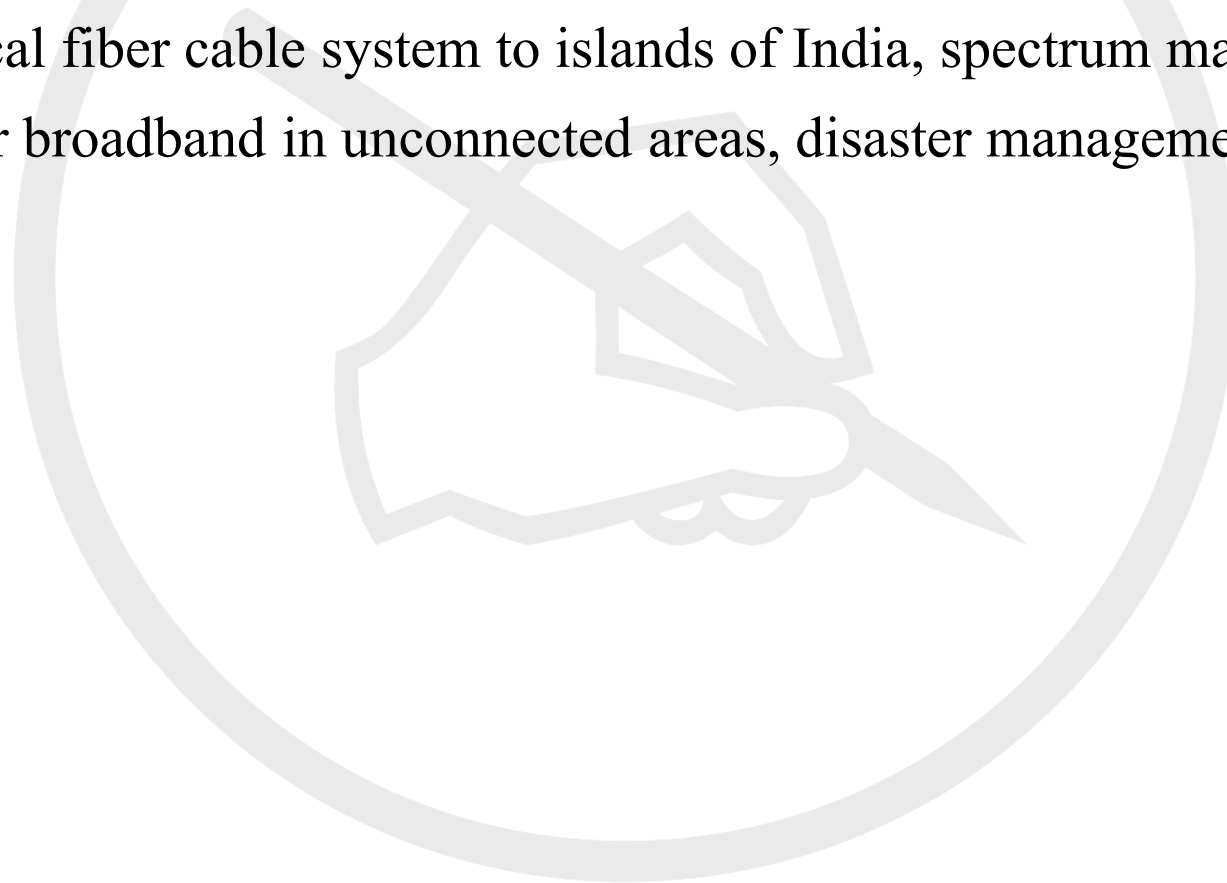 cal fiber cable system to islands of India, spectrum ma
r broadband in unconnected areas, disaster manageme